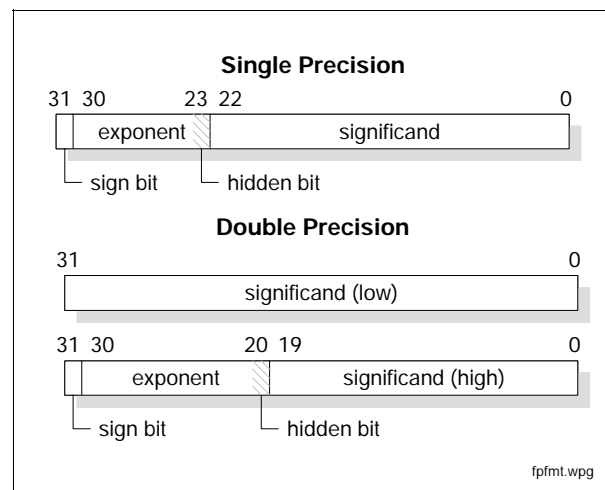 Single Precision
31 30 23 22 0
exponent significand
sign bit hidden bit
Double Precision
31 0
significand (low)
31 30 20 19 0
exponent significand (high)
sign bit hidden bit
fpfmt.wpg